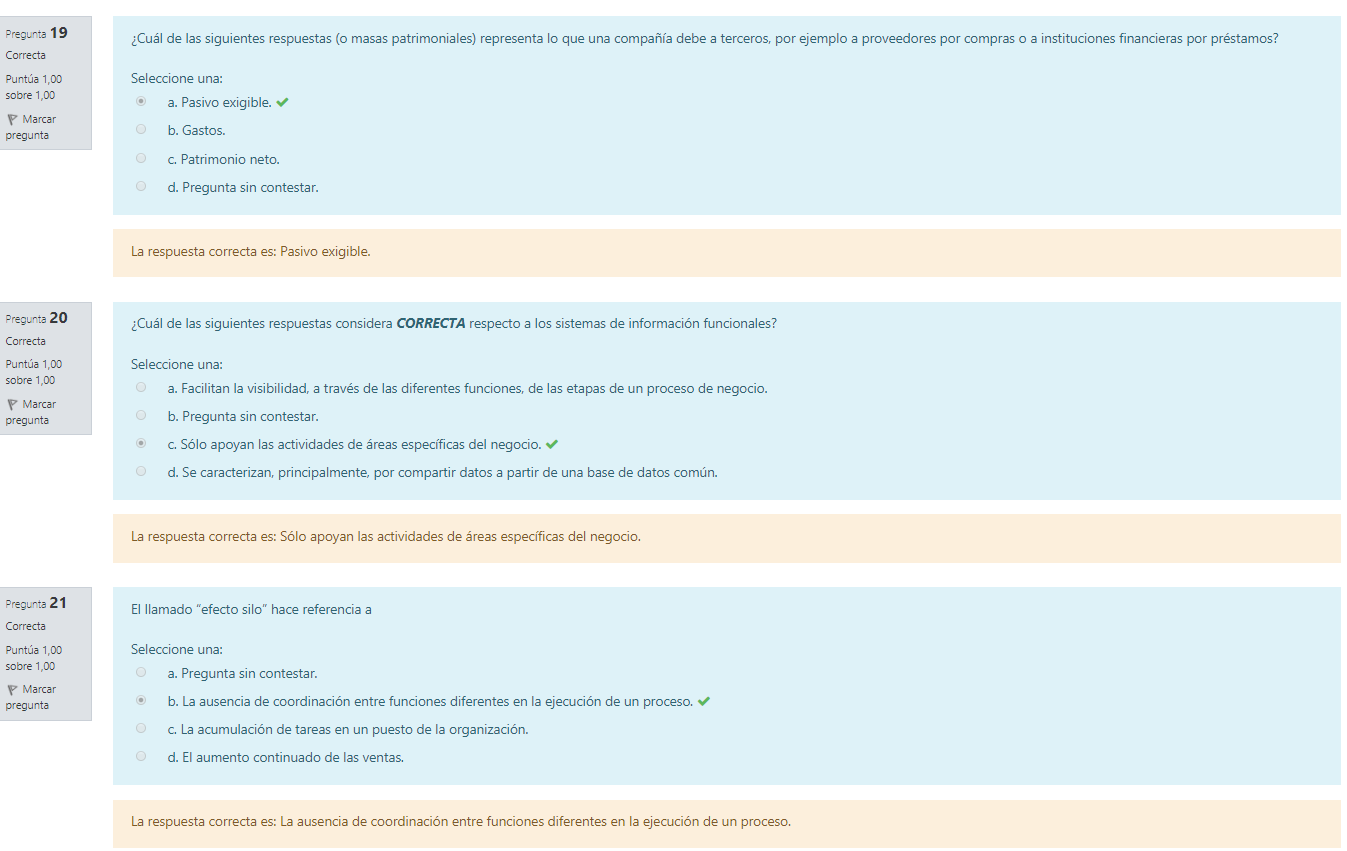 Pregunta 19
Correcta
Puntúa 1,00
sobre 1,00
Marcar
pregunta
¿Cuál de las siguientes respuestas (o masas patrimoniales) representa lo que una compañía debe a terceros, por ejemplo a proveedores por compras o a instituciones financieras por préstamos?
Seleccione una:
a. Pasivo exigible.
b. Gastos.
c. Patrimonio neto.
d. Pregunta sin contestar.
La respuesta correcta es: Pasivo exigible.
Pregunta 20
Correcta
Puntúa 1,00
sobre 1,00
Marcar
pregunta
¿Cuál de las siguientes respuestas considera CORRECTA respecto a los sistemas de información funcionales?
Seleccione una:
a. Facilitan la visibilidad, a través de las diferentes funciones, de las etapas de un proceso de negocio.
b. Pregunta sin contestar.
c. Sólo apoyan las actividades de áreas específicas del negocio.
d. Se caracterizan, principalmente, por compartir datos a partir de una base de datos común.
La respuesta correcta es: Sólo apoyan las actividades de áreas específicas del negocio.
Pregunta 21
Correcta
Puntúa 1,00
sobre 1,00
Marcar
pregunta
El llamado “efecto silo” hace referencia a
Seleccione una:
a. Pregunta sin contestar.
b. La ausencia de coordinación entre funciones diferentes en la ejecución de un proceso.
c. La acumulación de tareas en un puesto de la organización.
d. El aumento continuado de las ventas.
La respuesta correcta es: La ausencia de coordinación entre funciones diferentes en la ejecución de un proceso.